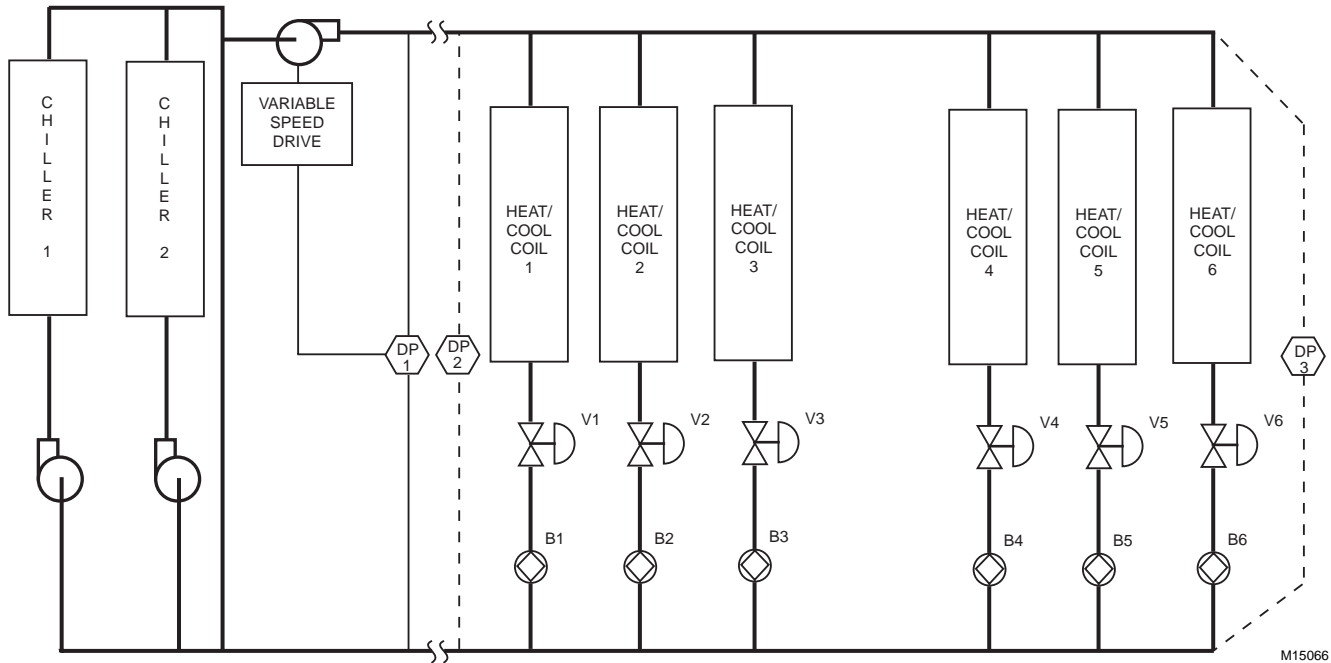 CHILLER 1
CHILLER 2
VARIABLE
SPEED
DRIVE
DP
1
DP
2
HEAT/
COOL
COIL
1
HEAT/
COOL
COIL
2
HEAT/
COOL
COIL
3
HEAT/
COOL
COIL
4
HEAT/
COOL
COIL
5
HEAT/
COOL
COIL
6
DP
3
V1
V2
V3
V4
V5
V6
B1
B2
B3
B4
B5
B6
M15066